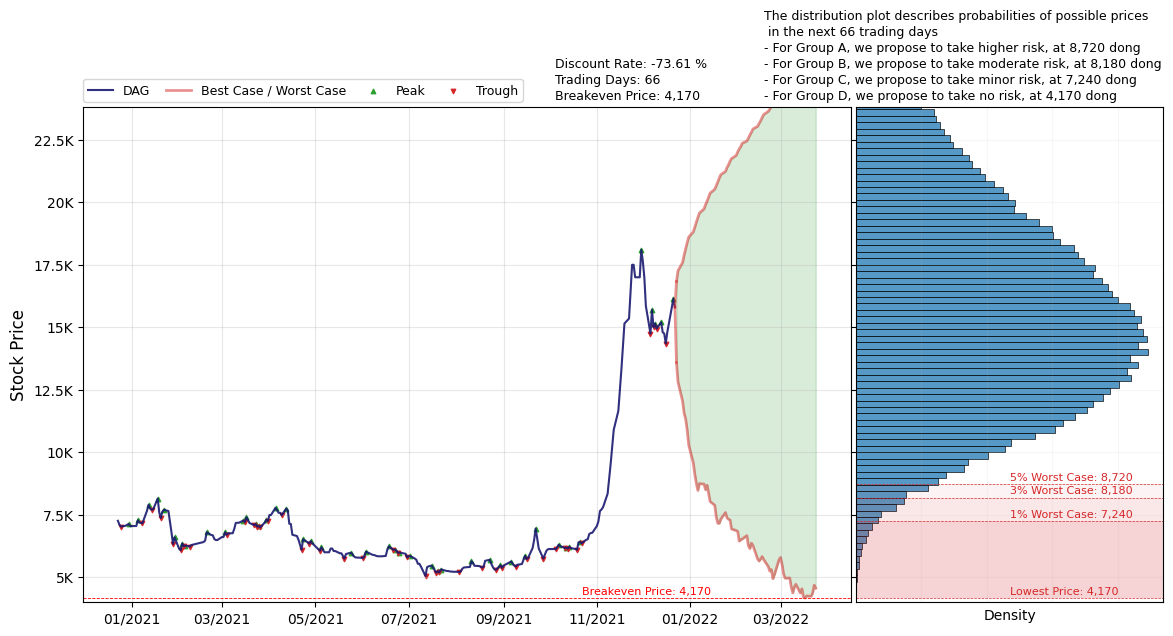 The distribution plot describes probabilities of possible prices
in the next 66 trading days
- For Group A, we propose to take higher risk, at 8,720 dong
- For Group B, we propose to take moderate risk, at 8,180 dong
- For Group C, we propose to take minor risk, at 7,240 dong
- For Group D, we propose to take no risk, at 4,170 dong
Discount Rate: -73.61 %
Trading Days: 66
Breakeven Price: 4,170
DAG Best Case / Worst Case Peak Trough
Stock Price
22.5K
20K
17.5K
15K
12.5K
10K
7.5K
5K
Breakeven Price: 4,170
01/2021 03/2021 05/2021 07/2021 09/2021 11/2021 01/2022 03/2022
5% Worst Case: 8,720
3% Worst Case: 8,180
1% Worst Case: 7,240
Lowest Price: 4,170
Density